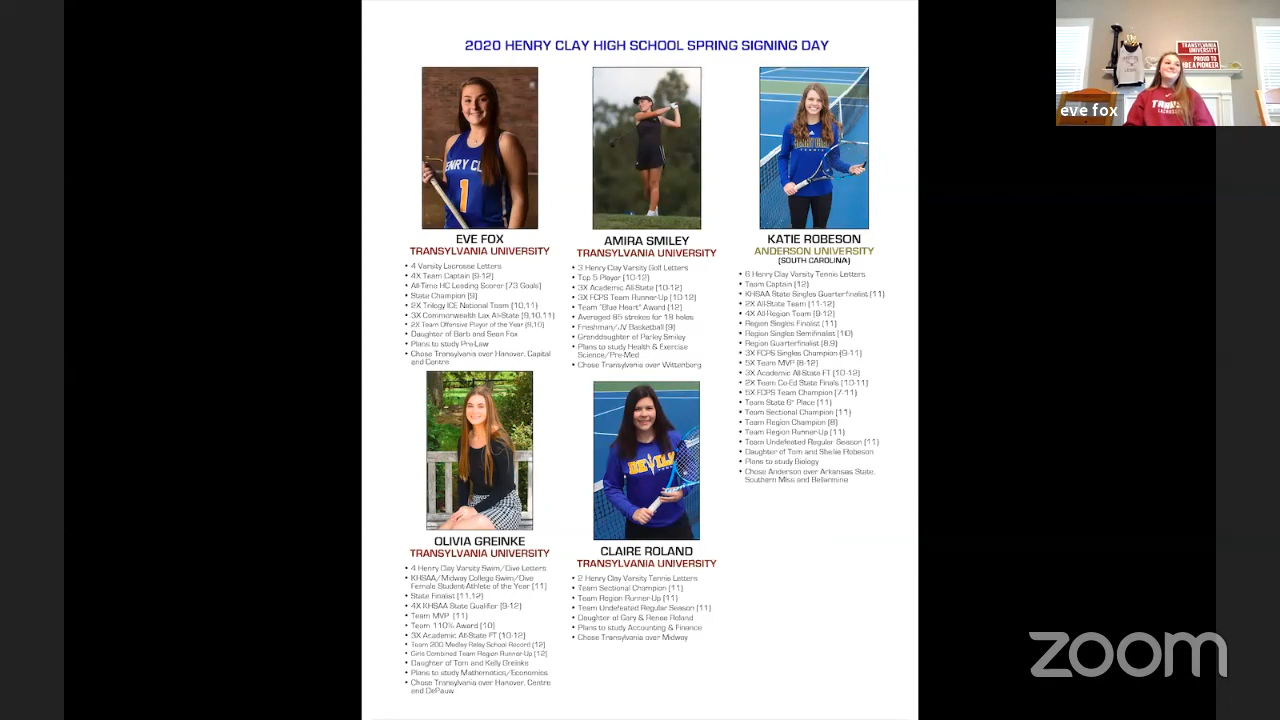 2020 HENRY CLAY HIGH SCHOOL SPRING SIGNING DAY
HENRY CL
1
EVE FOX
TRANSYLVANIA UNIVERSITY
• 4 Varsity Lacrosse Letters
• 4X Team Captain (9-12)
• All-Time HC Leading Scorer (73 Goals)
• State Champion (9)
• 2X Trilogy ICE National Team (10,11)
• 3X Commonwealth Lax All-State (9,10,11)
• 2X Team Offensive Player of the Year (9,10)
• Daughter of Barb and Sean Fox
• Plans to study Pre-Law
• Chose Transylvania over Hanover, Capital
and Centre
AMIRA SMILEY
TRANSYLVANIA UNIVERSITY
• 3 Henry Clay Varsity Golf Letters
• Top 5 Player (10-12)
• 3X Academic All-State (10-12)
• 3X FCPS Team Runner-Up (10-12)
• Team "Blue Heart" Award (12)
• Averaged 85 strokes for 18 holes
• Freshman/JV Basketball (9)
• Granddaughter of Parley Smiley
• Plans to study Health & Exercise
Science/Pre-Med
• Chose Transylvania over Wittenberg
HENRY CLAY
TENNIS
KATIE ROBESON
ANDERSON UNIVERSITY
(SOUTH CAROLINA)
• 6 Henry Clay Varsity Tennis Letters
• Team Captain (12)
• KHSAA State Singles Quarterfinalist (11)
• 2X All-State Team (11-12)
• 4X All-Region Team (9-12)
• Region Singles Finalist (11)
• Region Singles Semifinalist (10)
• Region Quarterfinalist (8,9)
• 3X FCPS Singles Champion (9-11)
• 5X Team MVP (8-12)
• 3X Academic All-State FT (10-12)
• 2X Team Co-Ed State Finals (10-11)
• 5X FCPS Team Champion (7-11)
• Team State 6th Place (11)
• Team Sectional Champion (11)
• Team Region Champion (8)
• Team Region Runner-Up (11)
• Team Undefeated Regular Season (11)
• Daughter of Tom and Shellie Robeson
• Plans to study Biology
• Chose Anderson over Arkansas State,
Southern Miss and Bellarmine
OLIVIA GREINKE
TRANSYLVANIA UNIVERSITY
• 4 Henry Clay Varsity Swim/Dive Letters
• KHSAA/Midway College Swim/Dive
Female Student-Athlete of the Year (11)
• State Finalist (11,12)
• 4X KHSAA State Qualifier (9-12)
• Team MVP (11)
• Team 110% Award (10)
• 3X Academic All-State FT (10-12)
• Team 200 Medley Relay School Record (12)
• Girls Combined Team Region Runner-Up (12)
• Daughter of Tom and Kelly Greinke
• Plans to study Mathematics/Economics
• Chose Transylvania over Hanover, Centre
and DePauw
DEVILS
CLAIRE ROLAND
TRANSYLVANIA UNIVERSITY
• 2 Henry Clay Varsity Tennis Letters
• Team Sectional Champion (11)
• Team Region Runner-Up (11)
• Team Undefeated Regular Season (11)
• Daughter of Gary & Renee Roland
• Plans to study Accounting & Finance
• Chose Transylvania over Midway
TRANSYLVANIA
UNIVERSITY
PROUD TO
BE A PIONEER
TRANSY
LACROSSE
eve fox
zoom